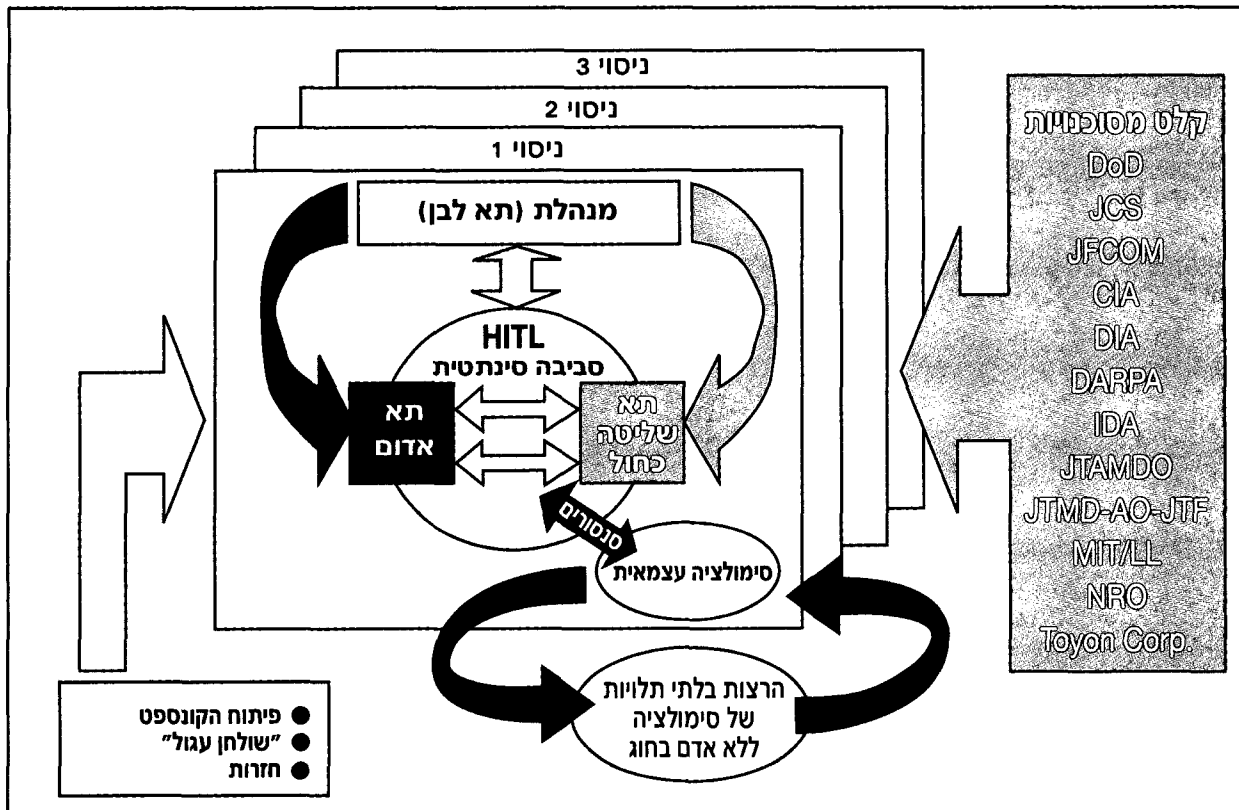 ניסוי 3
ניסוי 2
ניסוי 1
מנהלת (תא לבן)
HITL
סביבה סינתטית
תא
אדום
תא
שליטה
כחול
סנסורים
סימולציה עצמאית
הרצות בלתי תלויות
של סימולציה
ללא אדם בחוג
קלט מסוכנויות
DoD
JCS
JFCOM
CIA
DIA
DARPA
IDA
JTAMDO
JTMD-AO-JTF
MIT/LL
NRO
Toyon Corp.
● פיתוח הקונספט
● "שולחן עגול"
● חזרות